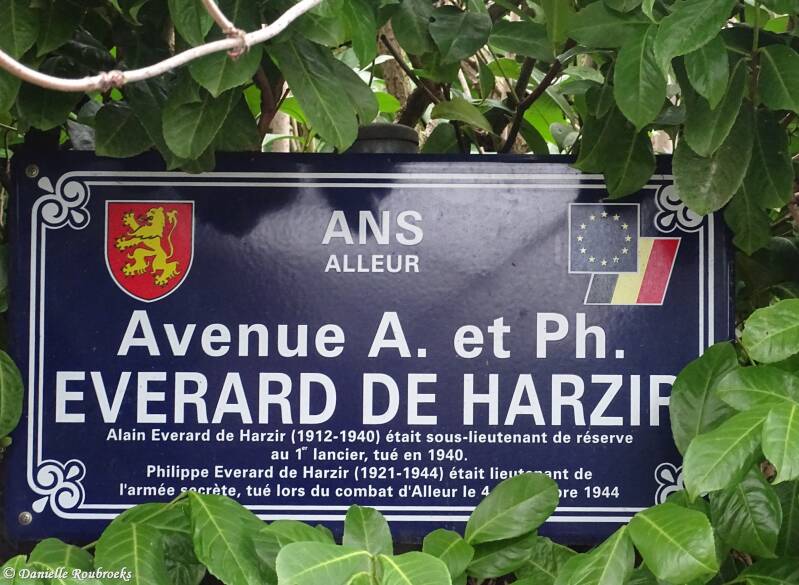 ANS
ALLEUR
Avenue A. et Ph.
EVERARD DE HARZIR
Alain Everard de Harzir (1912-1940) était sous-lieutenant de réserve
au 1er lancier, tué en 1940.
Philippe Everard de Harzir (1921-1944) était lieutenant de
l'armée secrète, tué lors du combat d'Alleur le 4 1944
© Danielle Roubroeks